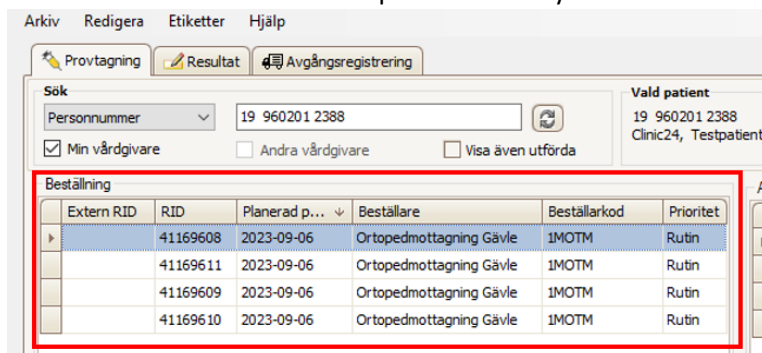 Arkiv Redigera Etiketter Hjälp
Provtagning Resultat Avgångsregistrering
Sök
Personnummer 19 960201 2388
Min vårdgivare Andra vårdgivare Visa även utförda
Vald patient
19 960201 2388
Clinic24, Testpatient
Beställning
Extern RID RID Planerad p... Beställare Beställarkod Prioritet
41169608 2023-09-06 Ortopedmottagning Gävle 1MOTM Rutin
41169611 2023-09-06 Ortopedmottagning Gävle 1MOTM Rutin
41169609 2023-09-06 Ortopedmottagning Gävle 1MOTM Rutin
41169610 2023-09-06 Ortopedmottagning Gävle 1MOTM Rutin